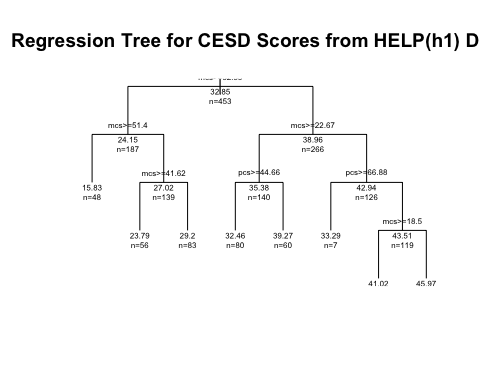 Regression Tree for CESD Scores from HELP(h1) D
32.85
n=453
mcs>=51.4
mcs>=22.67
24.15
n=187
38.96
n=266
mcs>=41.62
pcs>=44.66
pcs>=66.88
15.83
n=48
27.02
n=139
35.38
n=140
42.94
n=126
mcs>=18.5
23.79
n=56
29.2
n=83
32.46
n=80
39.27
n=60
33.29
n=7
43.51
n=119
41.02
45.97